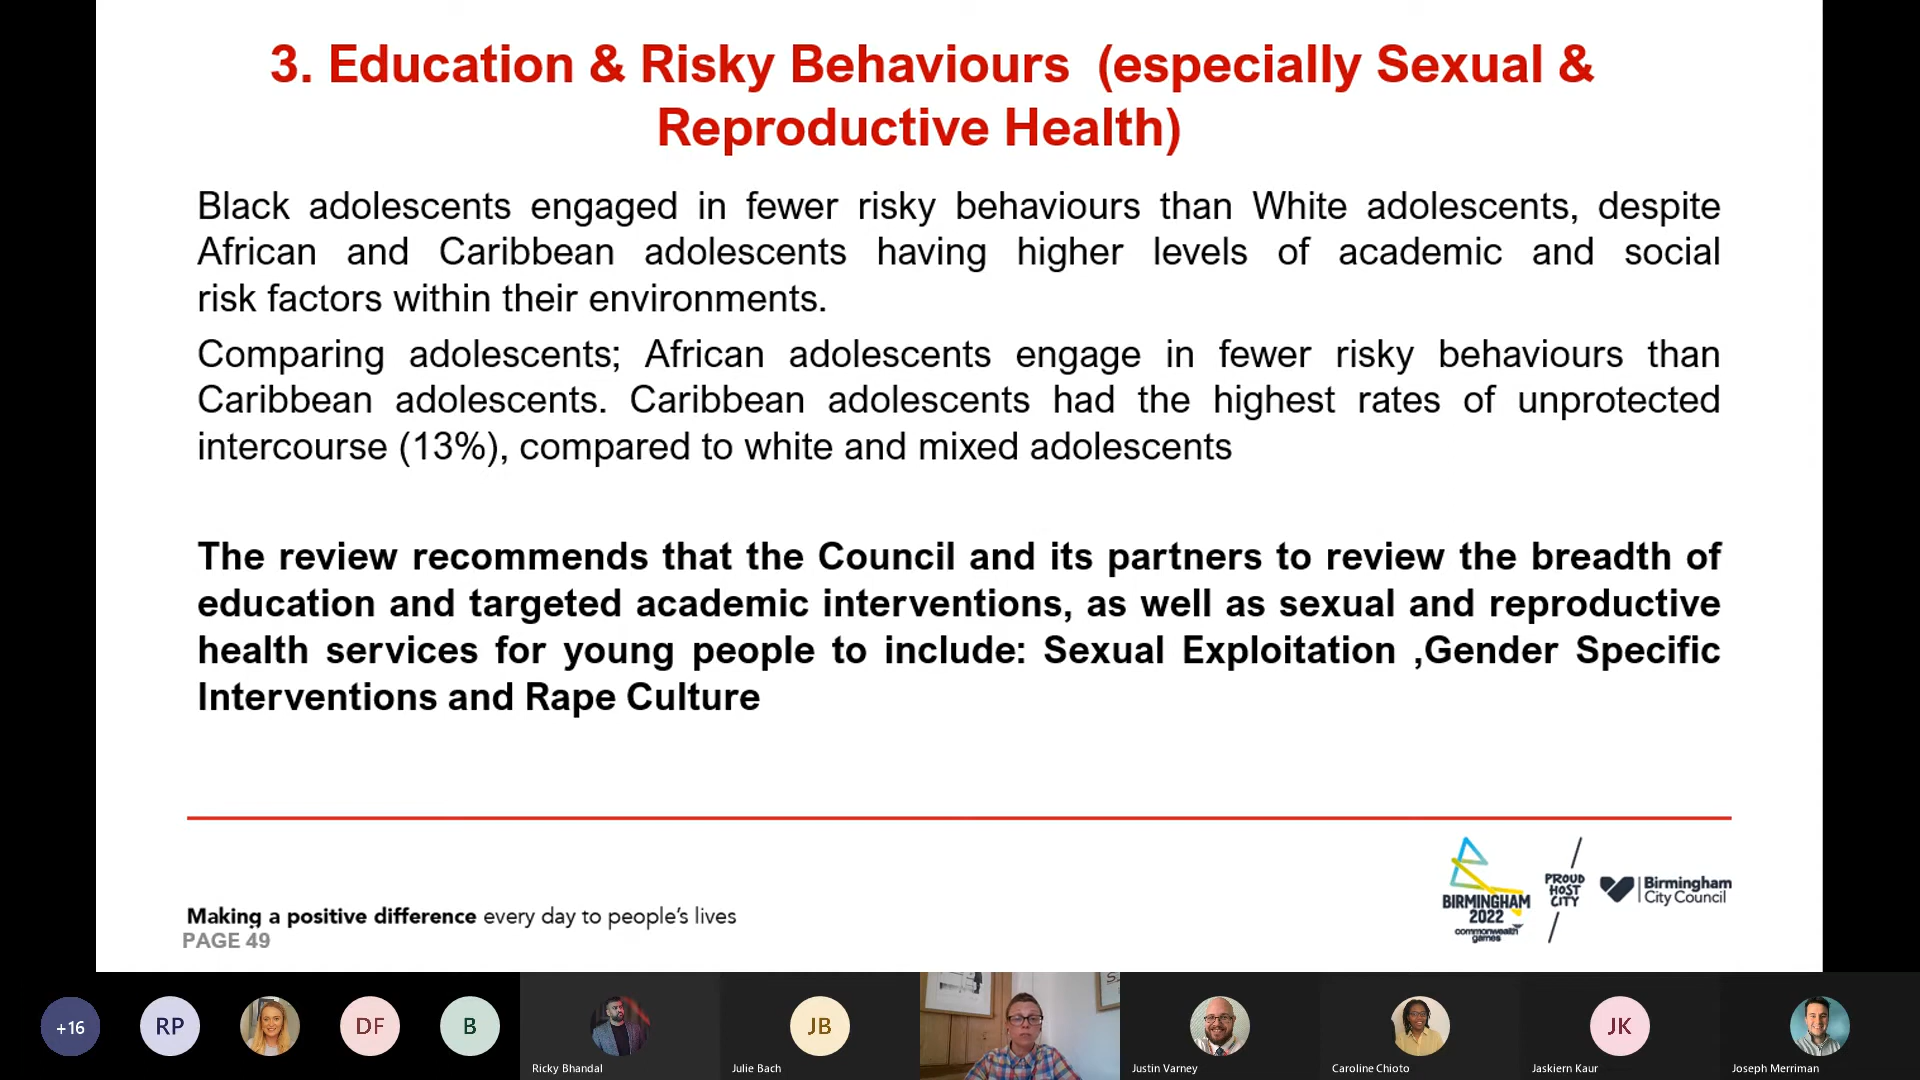 3. Education & Risky Behaviours (especially Sexual &
Reproductive Health)
Black adolescents engaged in fewer risky behaviours than White adolescents, despite
African and Caribbean adolescents having higher levels of academic and social
risk factors within their environments.
Comparing adolescents; African adolescents engage in fewer risky behaviours than
Caribbean adolescents. Caribbean adolescents had the highest rates of unprotected
intercourse (13%), compared to white and mixed adolescents
The review recommends that the Council and its partners to review the breadth of
education and targeted academic interventions, as well as sexual and reproductive
health services for young people to include: Sexual Exploitation ,Gender Specific
Interventions and Rape Culture
BIRMINGHAM
2022
commonwealth
games
PROUD
HOST
CITY
Birmingham
City Council
Making a positive difference every day to people's lives
PAGE 49
+16
RP
DF
B
Ricky Bhandal
JB
Julie Bach
Justin Varney
Caroline Chioto
JK
Jaskiern Kaur
Joseph Merriman